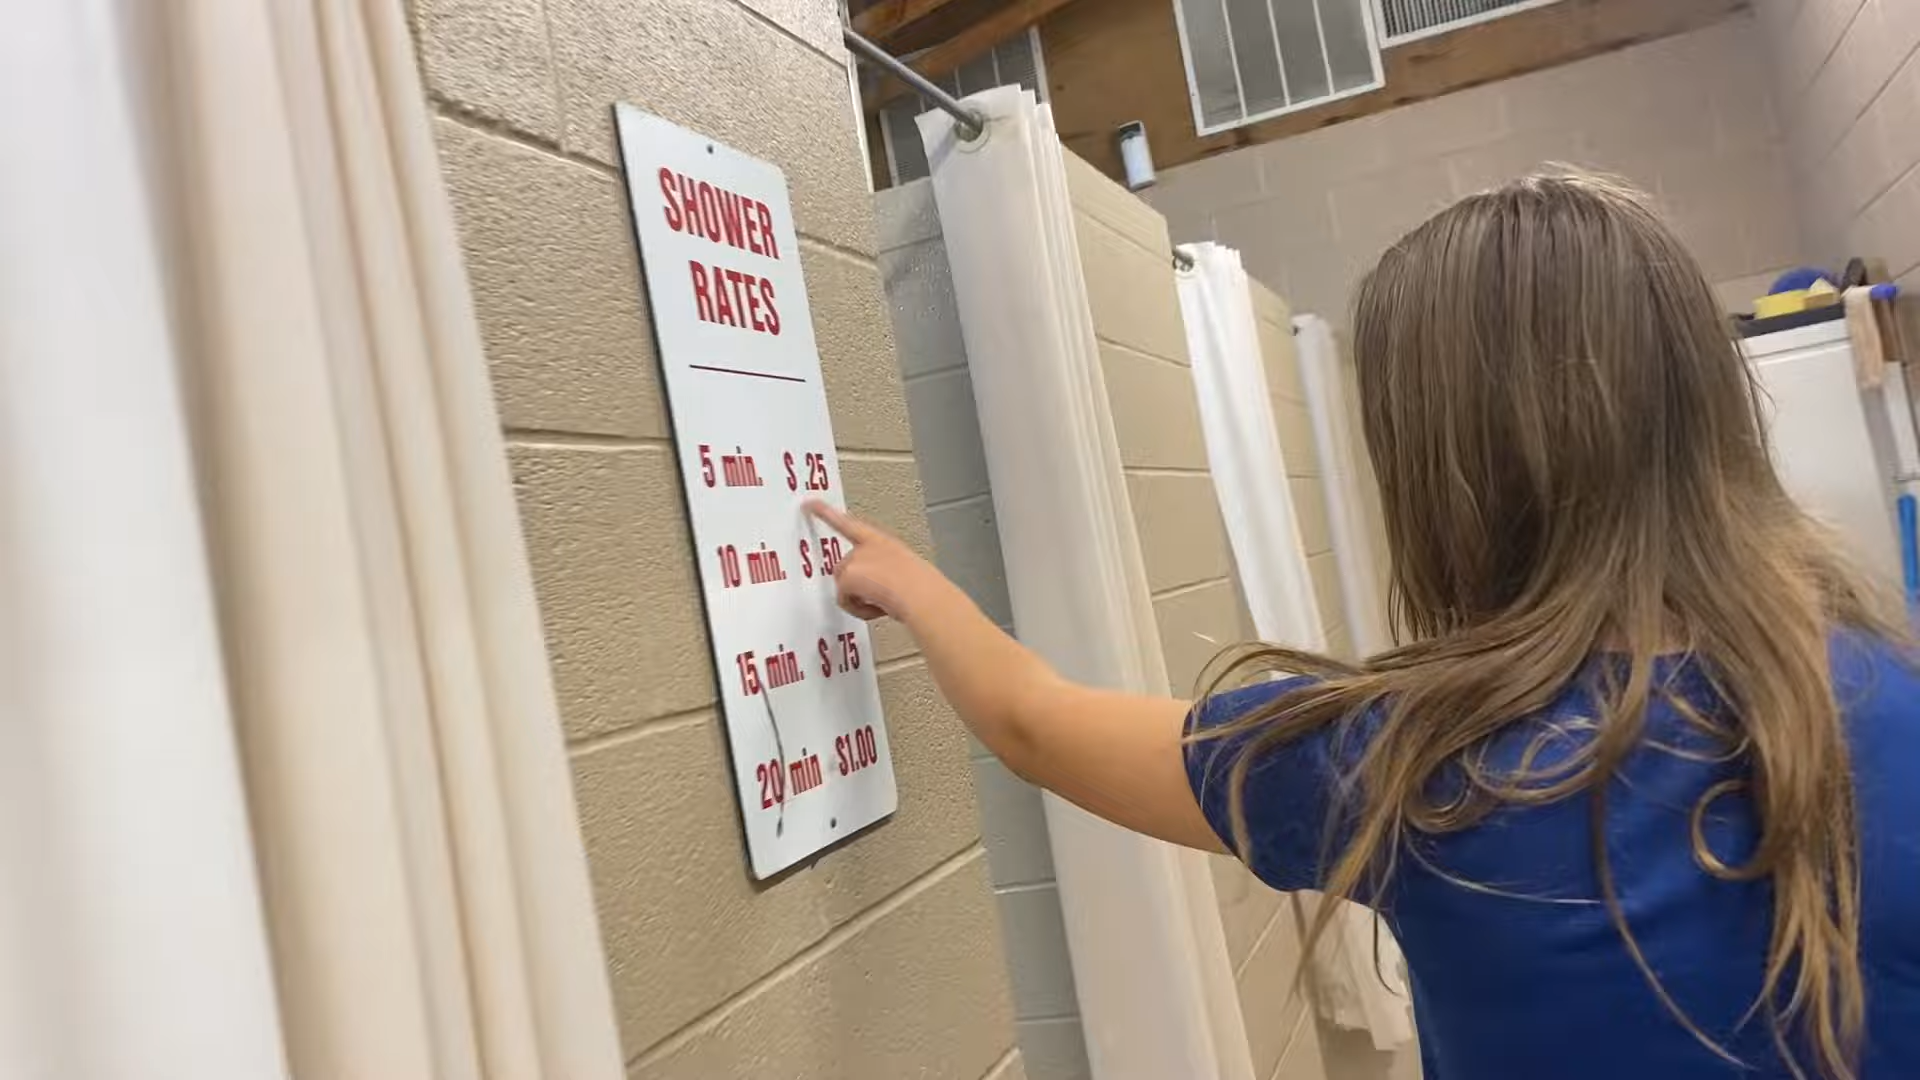 SHOWER
RATES
5 min. $ .25
10 min. $ .50
15 min. $ .75
20 min $1.00